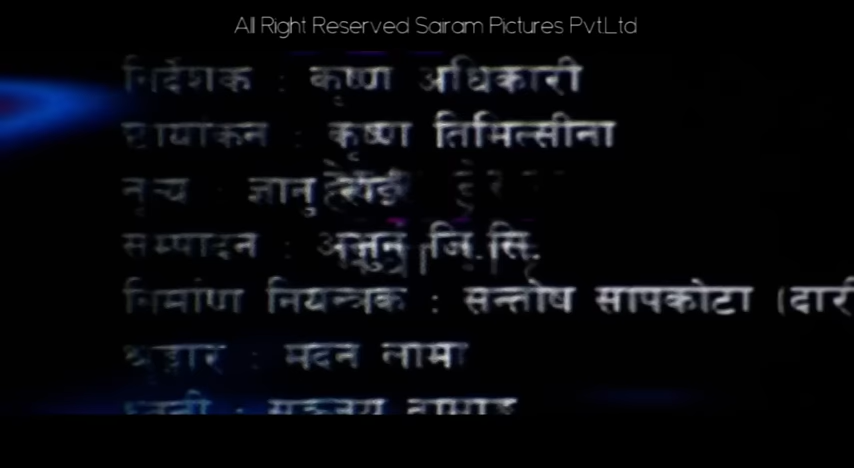 All Right Reserved Sairam Pictures Pvt.Ltd
निर्देशक : कृष्ण अधिकारी
छायांकन : कृष्ण तिमित्सीना
नृत्य : ज्ञानु
सम्पादन : अर्जुन जि.सि.
निर्माण नियन्त्रक : सन्तोष सापकोटा (दारी
श्रृङ्गार : मदन लामा